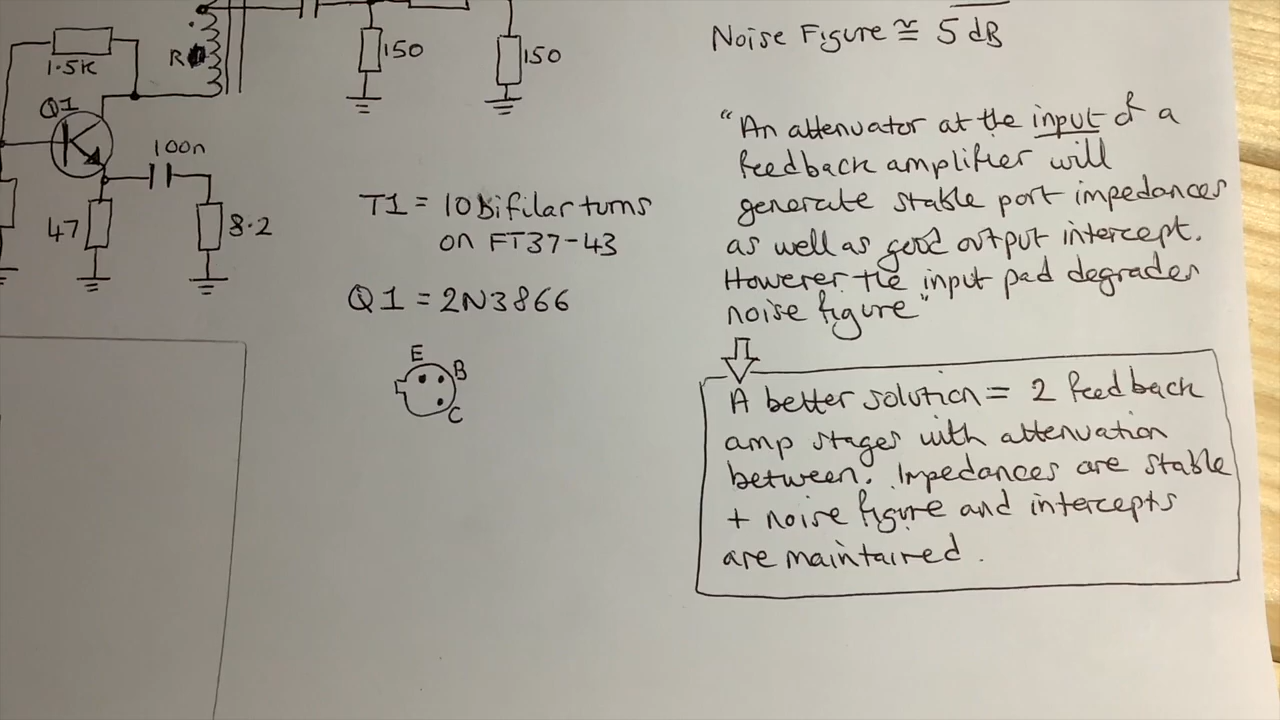 1.5K
R
150
150
Q1
100n
47
8.2
T1 = 10 Bifilar turns
on FT37-43
Q1 = 2N3866
E
B
C
Noise Figure ≅ 5 dB
"An attenuator at the input of a
feedback amplifier will
generate stable port impedances
as well as good output intercept.
However the input pad degrades
noise figure"
A better solution = 2 feedback
amp stages with attenuation
between. Impedances are stable
+ noise figure and intercepts
are maintained.